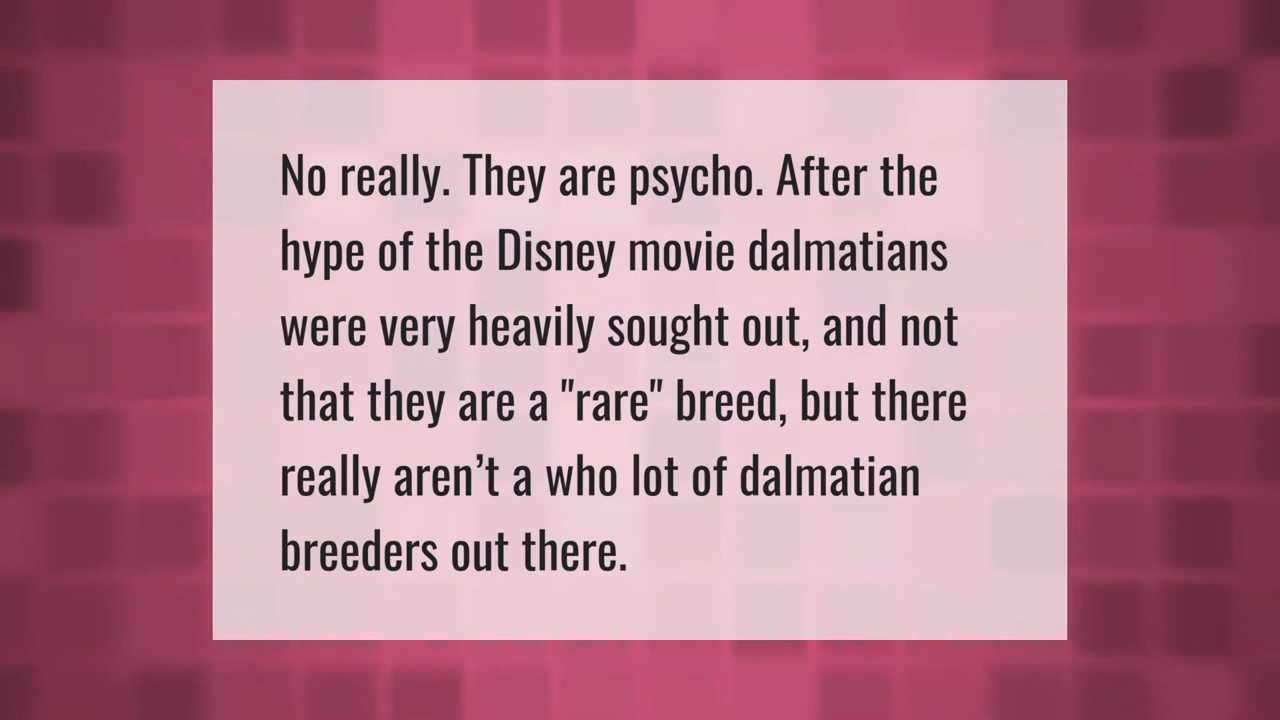 No really. They are psycho. After the
hype of the Disney movie dalmatians
were very heavily sought out, and not
that they are a "rare" breed, but there
really aren’t a who lot of dalmatian
breeders out there.